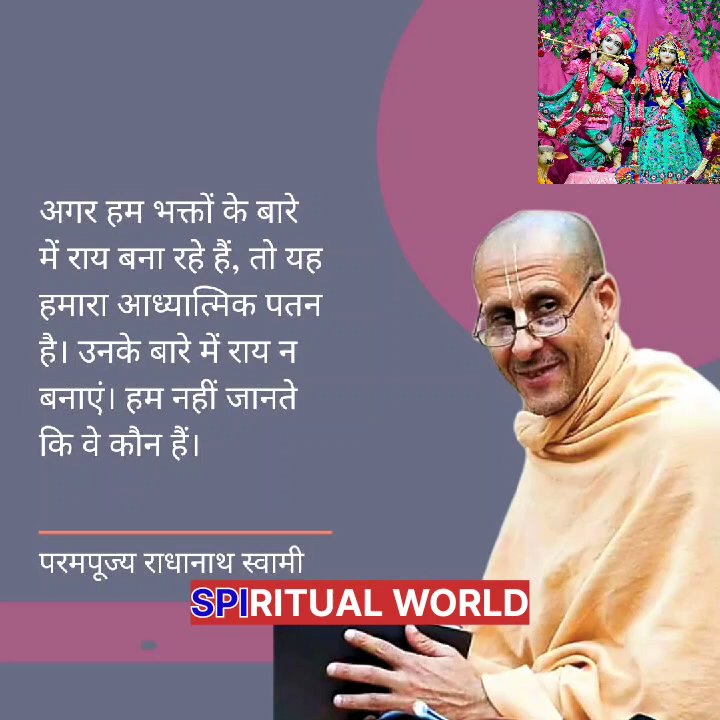 अगर हम भक्तों के बारे
में राय बना रहे हैं, तो यह
हमारा आध्यात्मिक पतन
है। उनके बारे में राय न
बनाएं। हम नहीं जानते
कि वे कौन हैं।
परमपूज्य राधानाथ स्वामी
SPIRITUAL WORLD